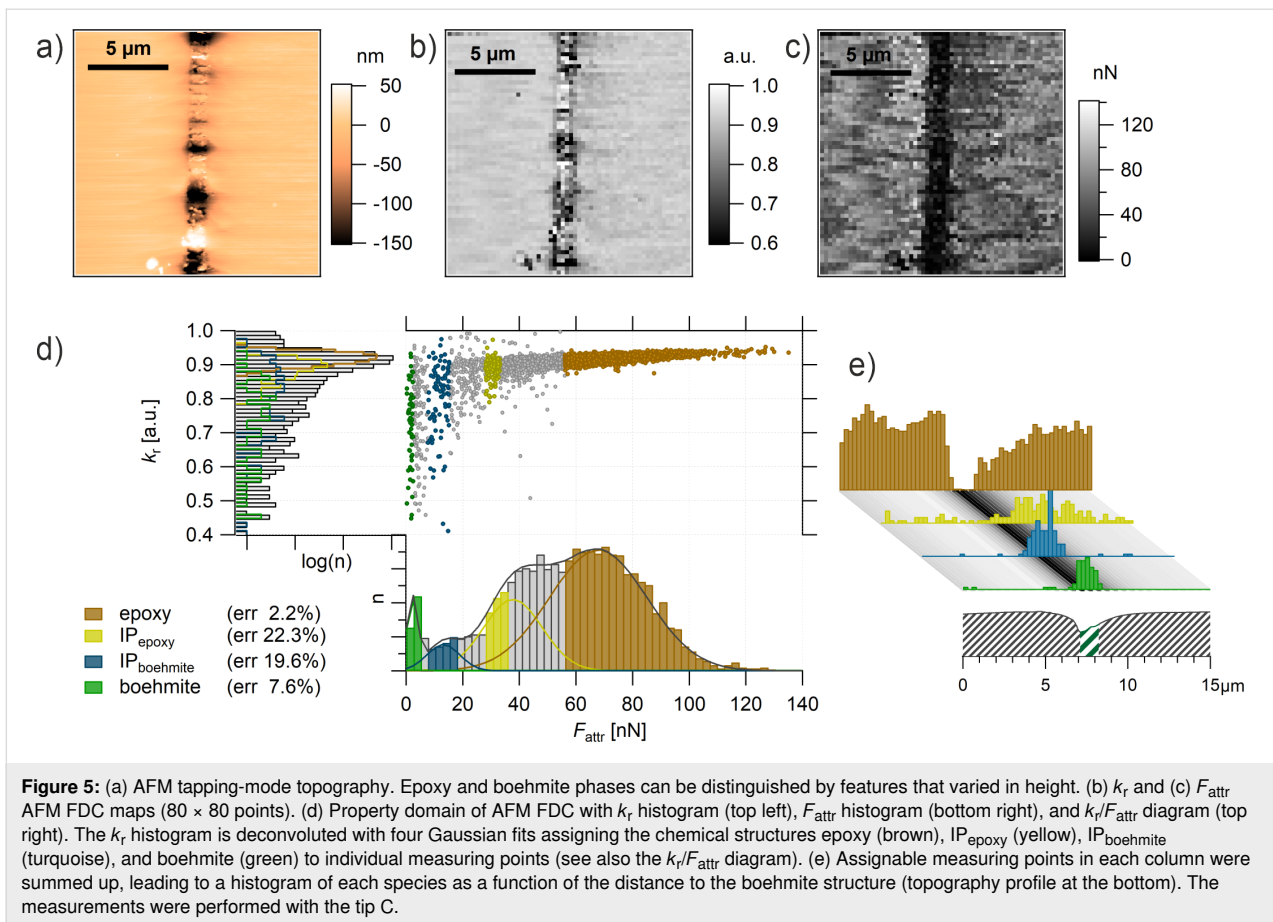 a)
5 µm
nm
50
0
-50
-100
-150
b)
5 µm
a.u.
1.0
0.9
0.8
0.7
0.6
c)
5 µm
nN
120
80
40
0
d)
1.0
0.9
0.8
0.7
0.6
0.5
0.4
kr [a.u.]
log(n)
n
0 20 40 60 80 100 120 140
Fattr [nN]
epoxy (err 2.2%)
IPepoxy (err 22.3%)
IPboehmite (err 19.6%)
boehmite (err 7.6%)
e)
0 5 10 15µm
Figure 5: (a) AFM tapping-mode topography. Epoxy and boehmite phases can be distinguished by features that varied in height. (b) kr and (c) Fattr
AFM FDC maps (80 × 80 points). (d) Property domain of AFM FDC with kr histogram (top left), Fattr histogram (bottom right), and kr/Fattr diagram (top
right). The kr histogram is deconvoluted with four Gaussian fits assigning the chemical structures epoxy (brown), IPepoxy (yellow), IPboehmite
(turquoise), and boehmite (green) to individual measuring points (see also the kr/Fattr diagram). (e) Assignable measuring points in each column were
summed up, leading to a histogram of each species as a function of the distance to the boehmite structure (topography profile at the bottom). The
measurements were performed with the tip C.